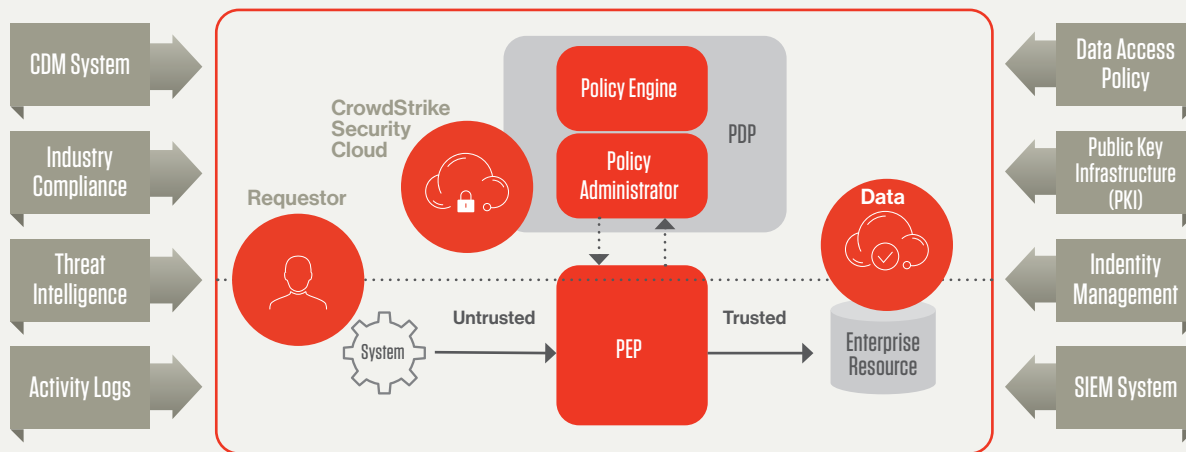 CDM System
Industry
Compliance
Threat
Intelligence
Activity Logs
CrowdStrike
Security
Cloud
Requestor
Policy Engine
Policy
Administrator
PDP
Data
Untrusted
Trusted
System
PEP
Enterprise
Resource
Data Access
Policy
Public Key
Infrastructure
(PKI)
Indentity
Management
SIEM System